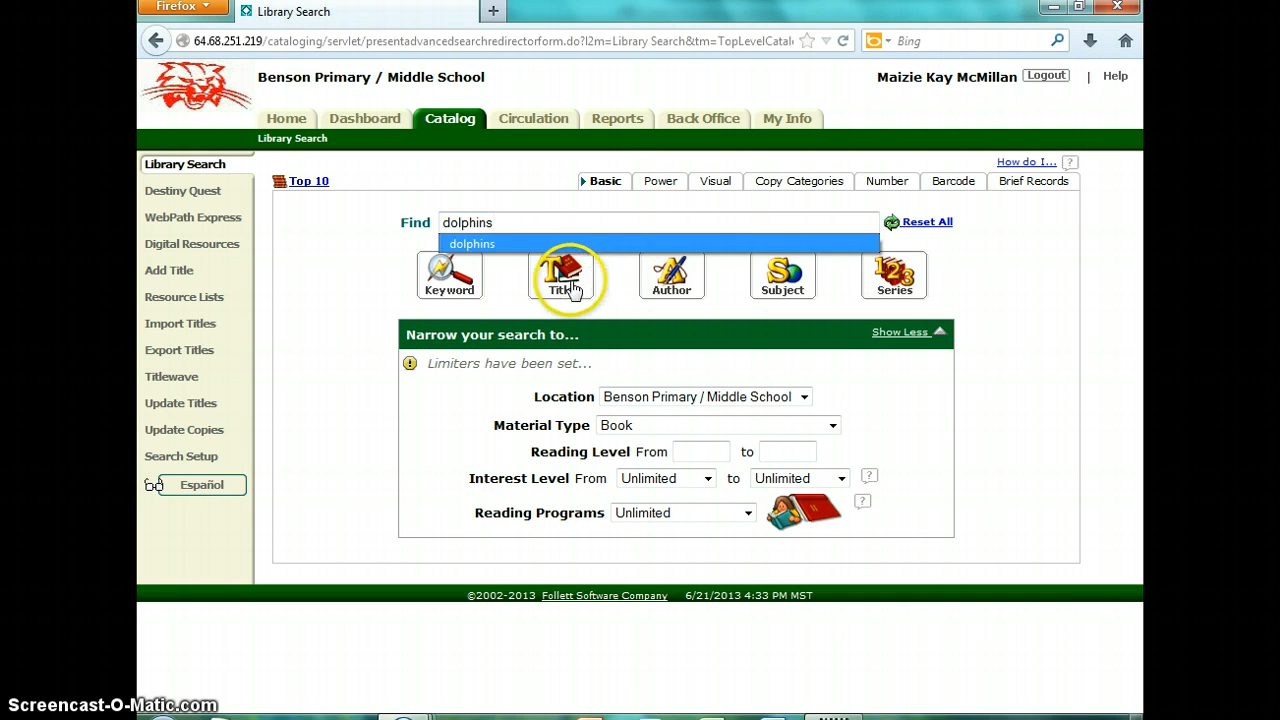 Firefox
Library Search
64.68.251.219/cataloging/servlet/presentadvancedsearchredirectorform.do?l2m=Library Search&tm=TopLevelCatal
Bing
Benson Primary / Middle School
Maizie Kay McMillan Logout | Help
Home Dashboard Catalog Circulation Reports Back Office My Info
Library Search
Library Search
Destiny Quest
WebPath Express
Digital Resources
Add Title
Resource Lists
Import Titles
Export Titles
Titlewave
Update Titles
Update Copies
Search Setup
Español
How do I... ?
Top 10
Basic Power Visual Copy Categories Number Barcode Brief Records
Find dolphins Reset All
dolphins
Keyword Title Author Subject Series
Narrow your search to... Show Less
Limiters have been set...
Location Benson Primary / Middle School
Material Type Book
Reading Level From to
Interest Level From Unlimited to Unlimited ?
Reading Programs Unlimited ?
©2002-2013 Follett Software Company 6/21/2013 4:33 PM MST
Screencast-O-Matic.com